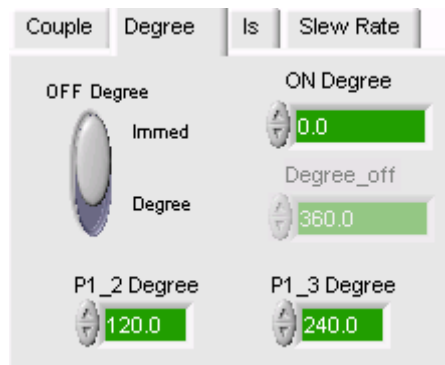 Couple Degree Is Slew Rate
OFF Degree
Immed
Degree
ON Degree
0.0
Degree_off
360.0
P1_2 Degree
120.0
P1_3 Degree
240.0